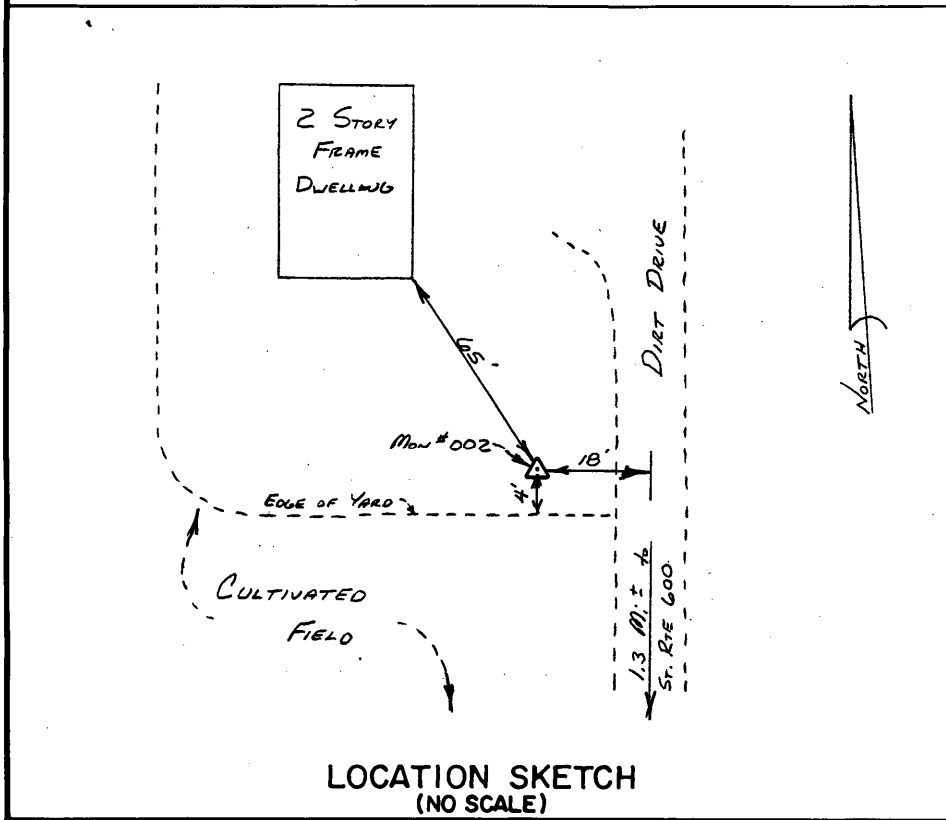 2 STORY
FRAME
DWELLING
DIRT DRIVE
NORTH
65'
MON #002
18'
4'
EDGE OF YARD
CULTIVATED
FIELD
1.3 Mi ± to
ST. RTE 600
LOCATION SKETCH
(NO SCALE)